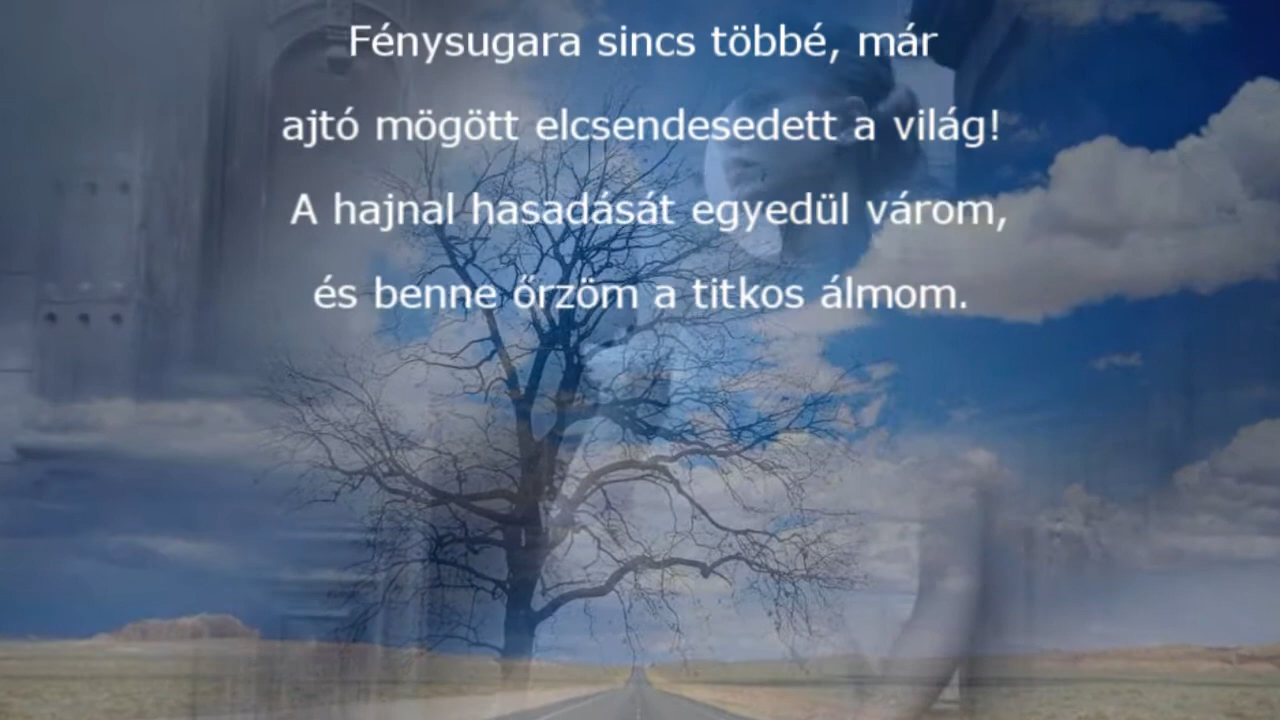 Fénysugara sincs többé, már
ajtó mögött elcsendesedett a világ!
A hajnal hasadását egyedül várom,
és benne őrzöm a titkos álmom.